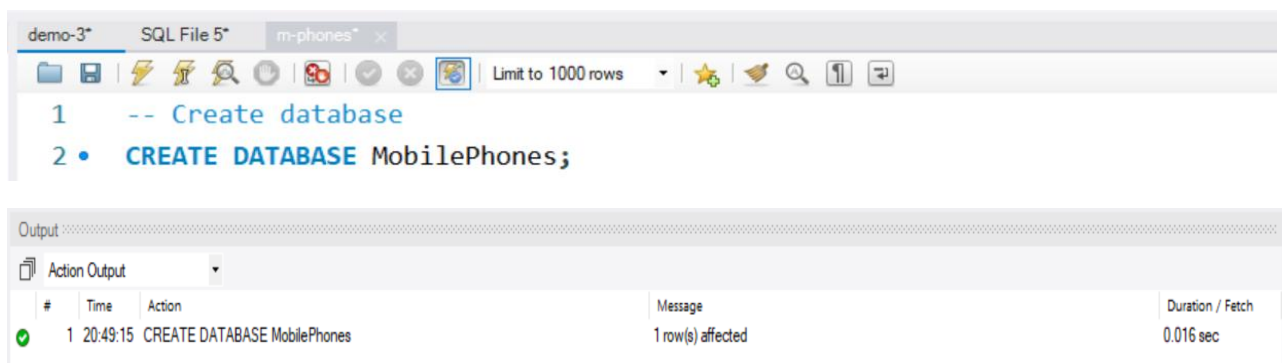 demo-3* SQL File 5* m-phones*
Limit to 1000 rows
1 -- Create database
2 CREATE DATABASE MobilePhones;
Output
Action Output
# Time Action Message Duration / Fetch
1 20:49:15 CREATE DATABASE MobilePhones 1 row(s) affected 0.016 sec